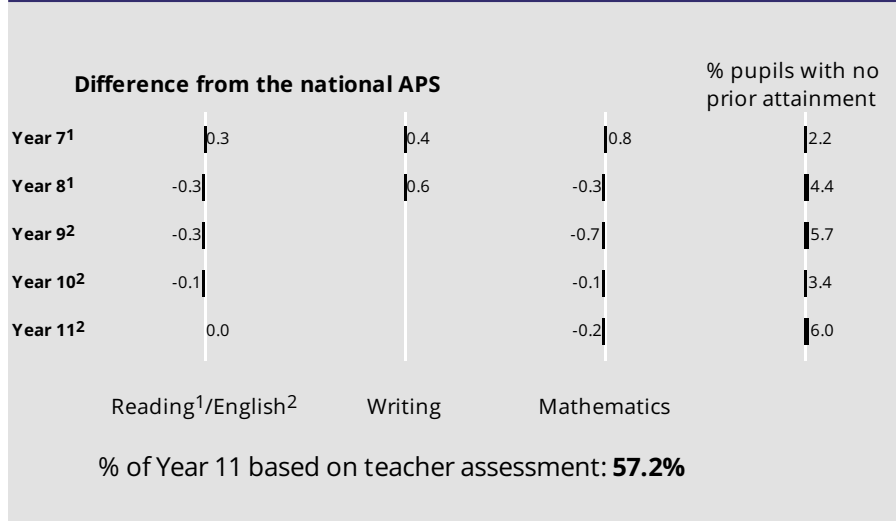 % pupils with no
prior attainment
Difference from the national APS
Year 7¹ 0.3 0.4 0.8 2.2
Year 8¹ -0.3 0.6 -0.3 4.4
Year 9² -0.3 -0.7 5.7
Year 10² -0.1 -0.1 3.4
Year 11² 0.0 -0.2 6.0
Reading¹/English² Writing Mathematics
% of Year 11 based on teacher assessment: 57.2%